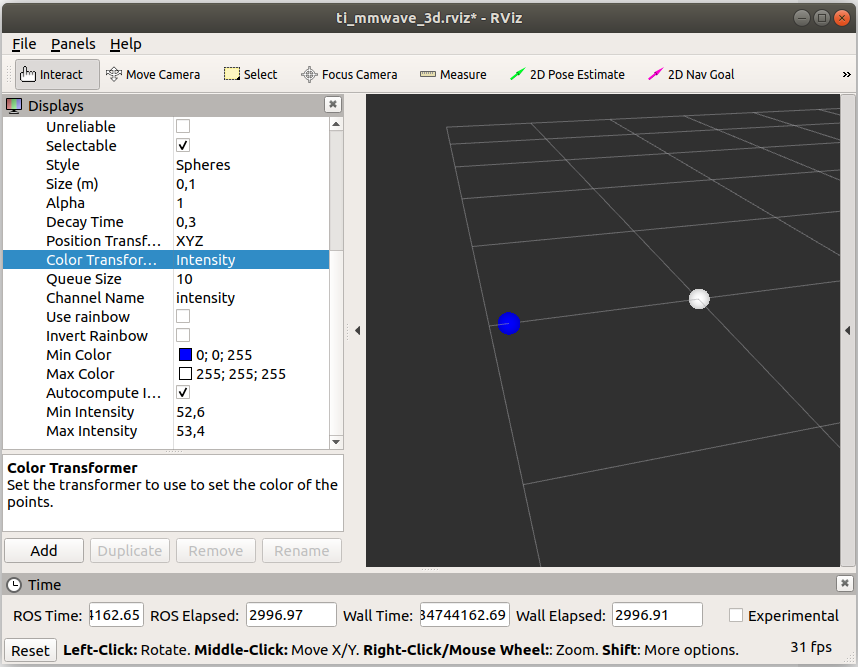 ti_mmwave_3d.rviz* - RViz
File Panels Help
Interact Move Camera Select Focus Camera Measure 2D Pose Estimate 2D Nav Goal »
Displays
Unreliable
Selectable
Style Spheres
Size (m) 0,1
Alpha 1
Decay Time 0,3
Position Transf... XYZ
Color Transfor... Intensity
Queue Size 10
Channel Name intensity
Use rainbow
Invert Rainbow
Min Color 0; 0; 255
Max Color 255; 255; 255
Autocompute I...
Min Intensity 52,6
Max Intensity 53,4
Color Transformer
Set the transformer to use to set the color of the
points.
Add Duplicate Remove Rename
Time
ROS Time: 4162.65 ROS Elapsed: 2996.97 Wall Time: 34744162.69 Wall Elapsed: 2996.91 Experimental
Reset Left-Click: Rotate. Middle-Click: Move X/Y. Right-Click/Mouse Wheel:: Zoom. Shift: More options. 31 fps